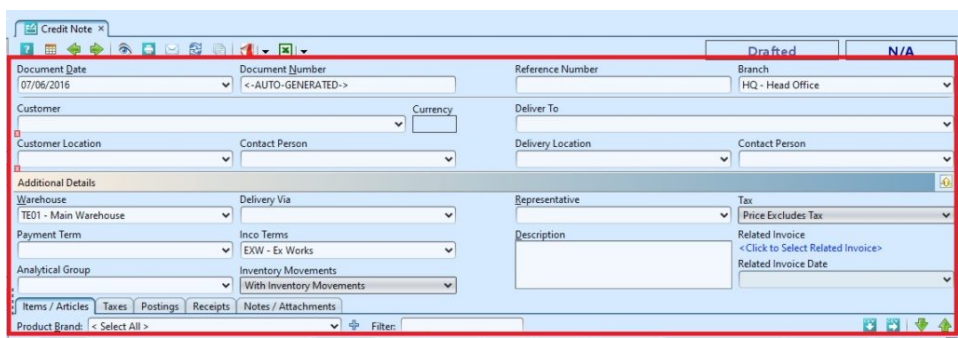 Credit Note ×
Drafted N/A
Document Date Document Number Reference Number Branch
07/06/2016 <-AUTO-GENERATED-> HQ - Head Office
Customer Currency Deliver To
Customer Location Contact Person Delivery Location Contact Person
Additional Details
Warehouse Delivery Via Representative Tax
TE01 - Main Warehouse Price Excludes Tax
Payment Term Inco Terms Description Related Invoice
EXW - Ex Works <Click to Select Related Invoice>
Related Invoice Date
Analytical Group Inventory Movements
With Inventory Movements
Items / Articles Taxes Postings Receipts Notes / Attachments
Product Brand: < Select All > Filter: